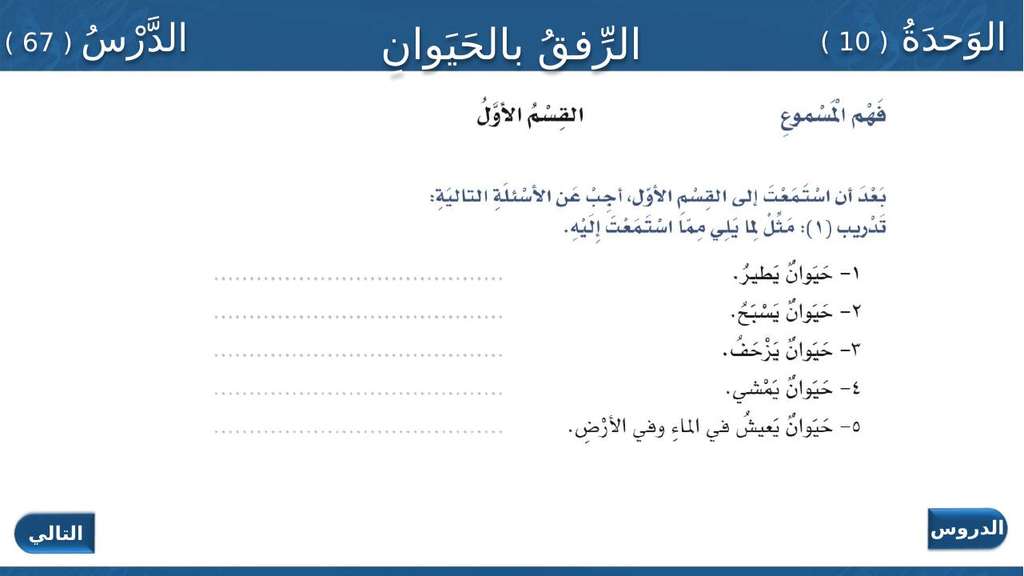 الوَحدَةُ ( 10 )
الرِّفقُ بالحَيَوانِ
الدَّرْسُ ( 67 )
فَهْم الْمَسْموعِ
القِسْمُ الأوَّلُ
بَعْدَ أن اسْتَمَعْتَ إلى القِسْمِ الأوّلِ، أجِبْ عَن الأسْئلَةِ التاليَةِ:
تَدْريب (١): مَثِّلْ لِما يَلِي مِمّا اسْتَمَعْتَ إلَيْهِ.
١- حَيَوانٌ يَطيرُ. ........................................
٢- حَيَوانٌ يَسْبَحُ. ........................................
٣- حَيَوانٌ يَزْحَفُ. ........................................
٤- حَيَوانٌ يَمْشي. ........................................
٥- حَيَوانٌ يَعيشُ في الماءِ وفي الأرْضِ. ........................................
الدروس
التالي